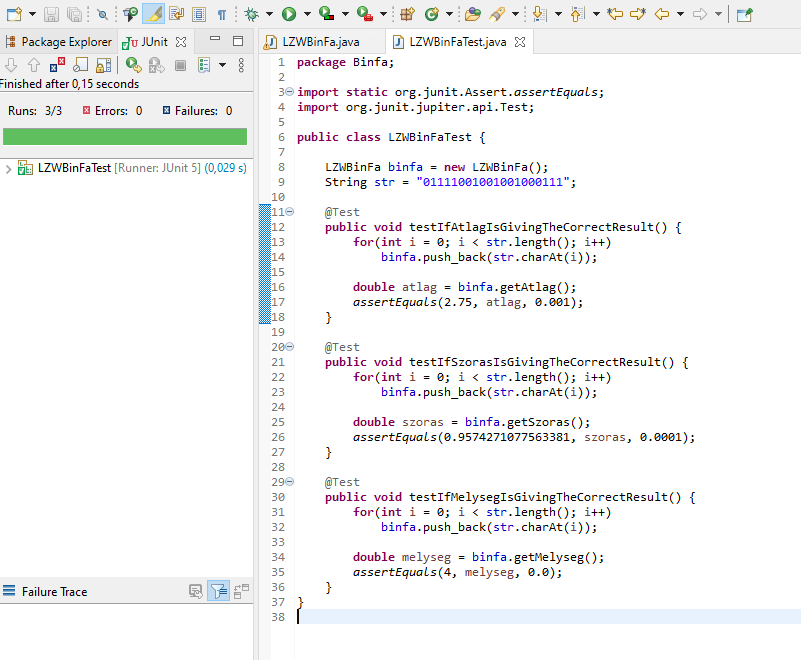 Package Explorer
JUnit
Finished after 0,15 seconds
Runs: 3/3
Errors: 0
Failures: 0
LZWBinFaTest [Runner: JUnit 5] (0,029 s)
Failure Trace
LZWBinFa.java
LZWBinFaTest.java
1 package Binfa;
2
3 import static org.junit.Assert.assertEquals;
4 import org.junit.jupiter.api.Test;
5
6 public class LZWBinFaTest {
7
8 LZWBinFa binfa = new LZWBinFa();
9 String str = "01111001001001000111";
10
11 @Test
12 public void testIfAtlagIsGivingTheCorrectResult() {
13 for(int i = 0; i < str.length(); i++)
14 binfa.push_back(str.charAt(i));
15
16 double atlag = binfa.getAtlag();
17 assertEquals(2.75, atlag, 0.001);
18 }
19
20 @Test
21 public void testIfSzorasIsGivingTheCorrectResult() {
22 for(int i = 0; i < str.length(); i++)
23 binfa.push_back(str.charAt(i));
24
25 double szoras = binfa.getSzoras();
26 assertEquals(0.9574271077563381, szoras, 0.0001);
27 }
28
29 @Test
30 public void testIfMelysegIsGivingTheCorrectResult() {
31 for(int i = 0; i < str.length(); i++)
32 binfa.push_back(str.charAt(i));
33
34 double melyseg = binfa.getMelyseg();
35 assertEquals(4, melyseg, 0.0);
36 }
37 }
38